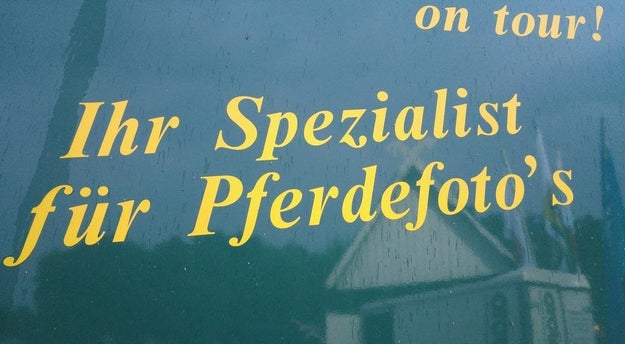 on tour!
Ihr Spezialist
für Pferdefoto's